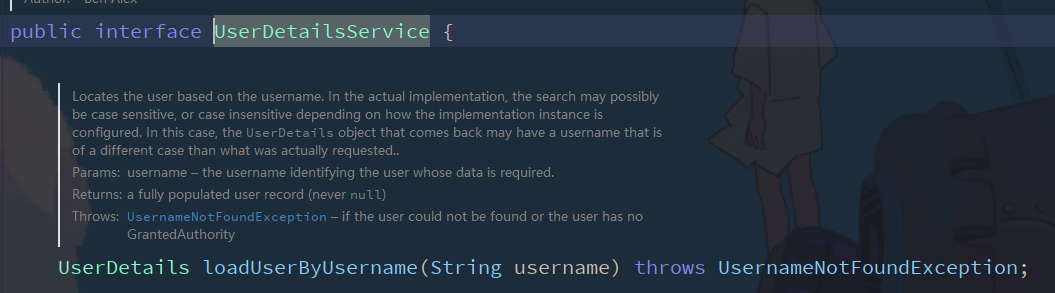 Author: Ben Alex
public interface UserDetailsService {
Locates the user based on the username. In the actual implementation, the search may possibly
be case sensitive, or case insensitive depending on how the implementation instance is
configured. In this case, the UserDetails object that comes back may have a username that is
of a different case than what was actually requested..
Params: username – the username identifying the user whose data is required.
Returns: a fully populated user record (never null)
Throws: UsernameNotFoundException – if the user could not be found or the user has no
GrantedAuthority
UserDetails loadUserByUsername(String username) throws UsernameNotFoundException;